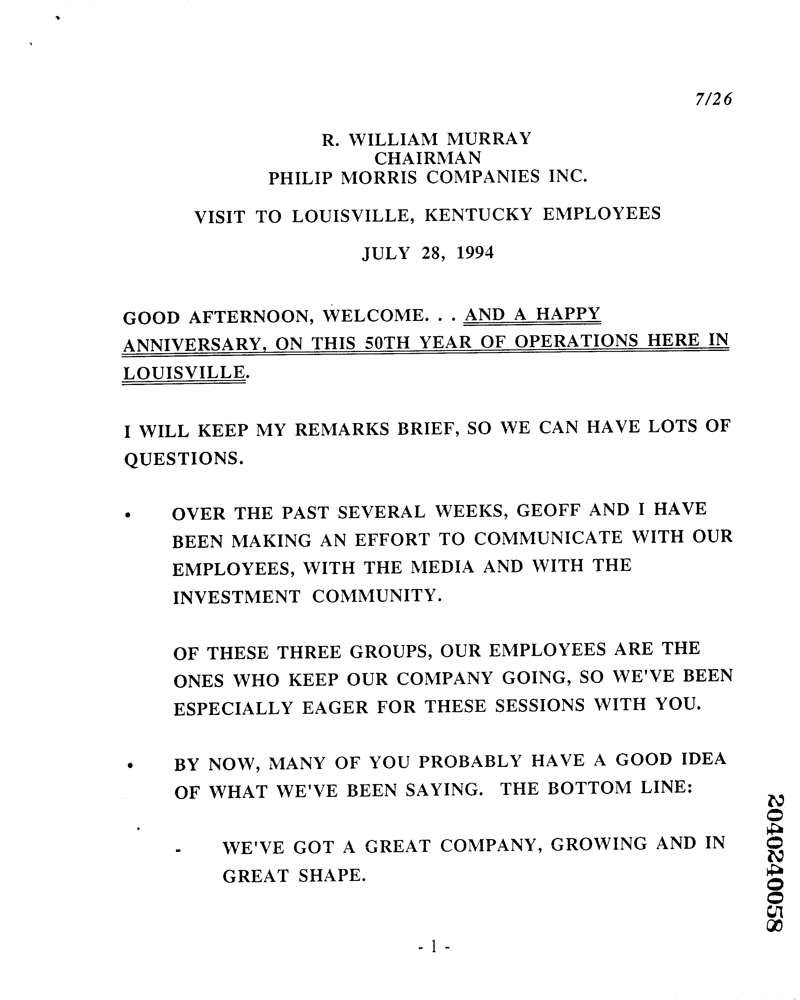 7/26
R. WILLIAM MURRAY
CHAIRMAN
PHILIP MORRIS COMPANIES INC.
VISIT TO LOUISVILLE, KENTUCKY EMPLOYEES
JULY 28, 1994
GOOD AFTERNOON, WELCOME. . . AND A HAPPY
ANNIVERSARY, ON THIS 50TH YEAR OF OPERATIONS HERE IN
LOUISVILLE.
I WILL KEEP MY REMARKS BRIEF, SO WE CAN HAVE LOTS OF
QUESTIONS.
• OVER THE PAST SEVERAL WEEKS, GEOFF AND I HAVE
BEEN MAKING AN EFFORT TO COMMUNICATE WITH OUR
EMPLOYEES, WITH THE MEDIA AND WITH THE
INVESTMENT COMMUNITY.
OF THESE THREE GROUPS, OUR EMPLOYEES ARE THE
ONES WHO KEEP OUR COMPANY GOING, SO WE'VE BEEN
ESPECIALLY EAGER FOR THESE SESSIONS WITH YOU.
• BY NOW, MANY OF YOU PROBABLY HAVE A GOOD IDEA
OF WHAT WE'VE BEEN SAYING. THE BOTTOM LINE:
- WE'VE GOT A GREAT COMPANY, GROWING AND IN
GREAT SHAPE.
- 1 -
2040240058